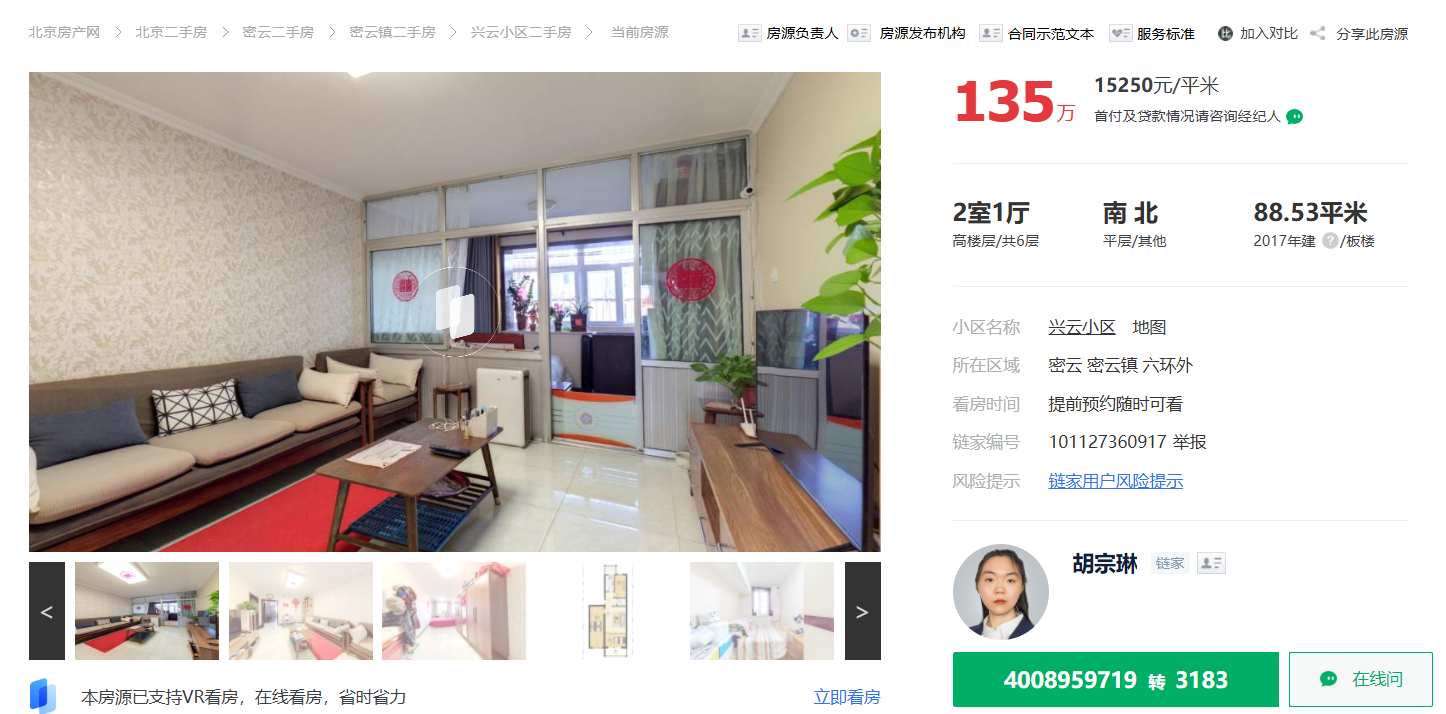 北京房产网 > 北京二手房 > 密云二手房 > 密云镇二手房 > 兴云小区二手房 > 当前房源
房源负责人 房源发布机构 合同示范文本 服务标准 加入对比 分享此房源
135万
15250元/平米
首付及贷款情况请咨询经纪人
2室1厅
高楼层/共6层
南 北
平层/其他
88.53平米
2017年建 ?/板楼
小区名称 兴云小区 地图
所在区域 密云 密云镇 六环外
看房时间 提前预约随时可看
链家编号 101127360917 举报
风险提示 链家用户风险提示
胡宗琳 链家
4008959719 转 3183
在线问
< >
本房源已支持VR看房，在线看房，省时省力
立即看房